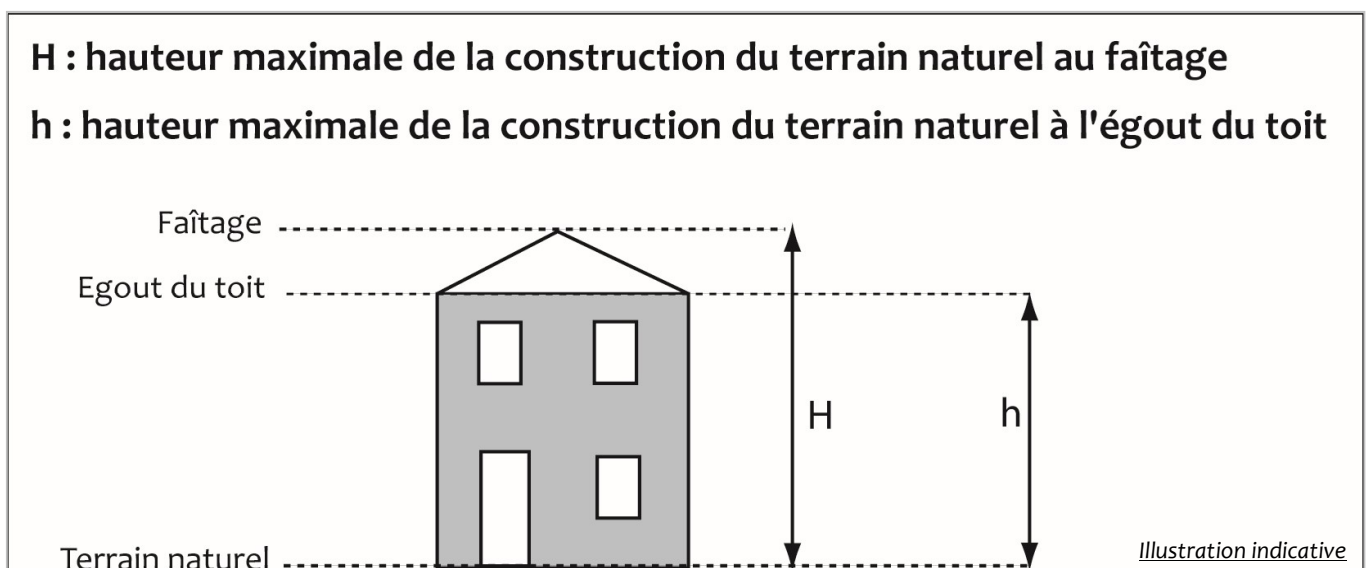 H : hauteur maximale de la construction du terrain naturel au faîtage
h : hauteur maximale de la construction du terrain naturel à l'égout du toit
Faîtage
Egout du toit
H
h
Illustration indicative
Terrain naturel